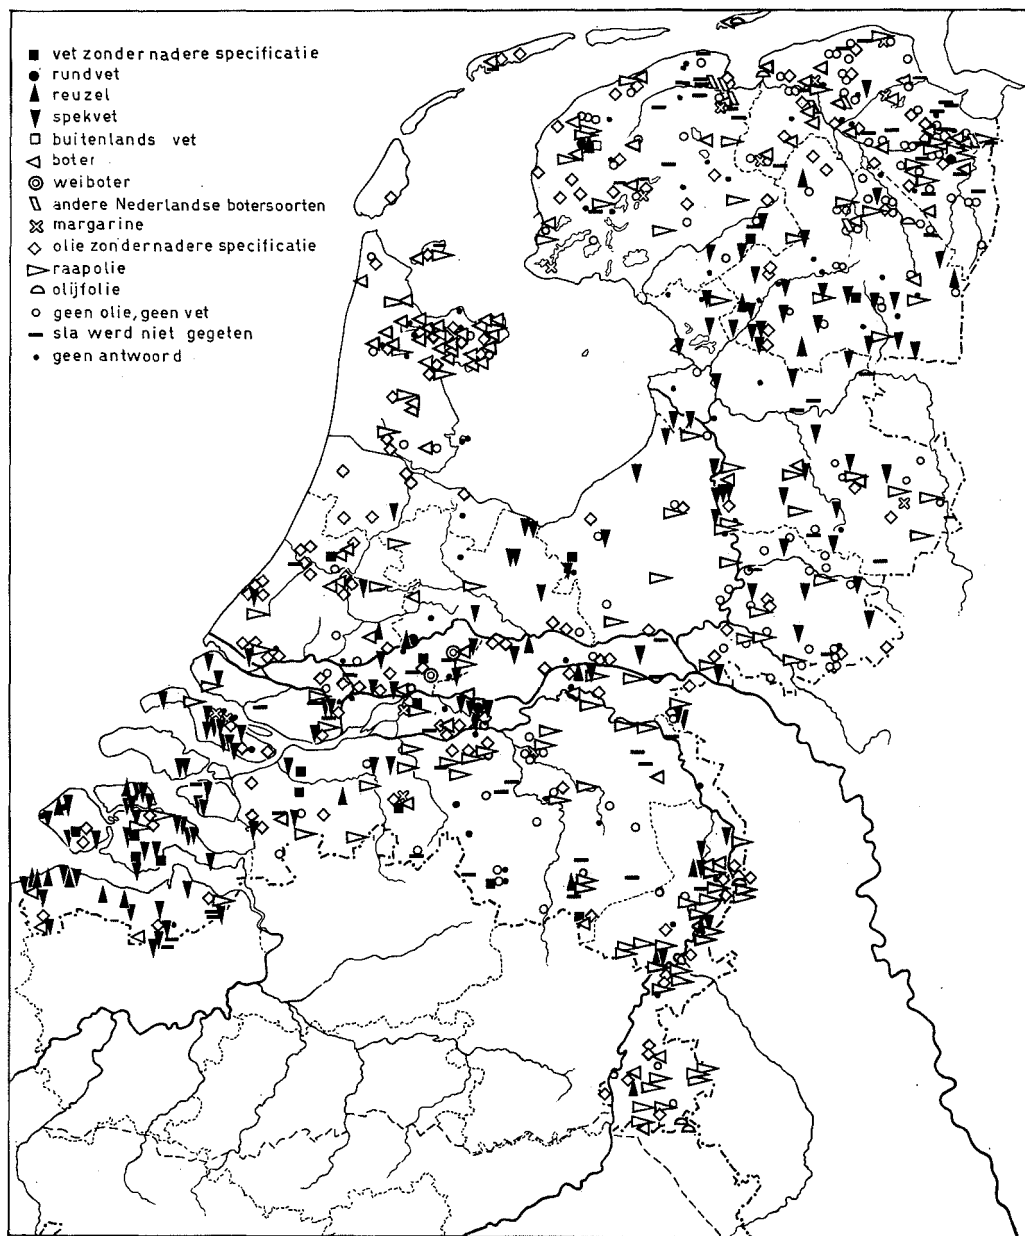 vet zonder nadere specificatie
rundvet
reuzel
spekvet
buitenlands vet
boter
weiboter
andere Nederlandse botersoorten
margarine
olie zonder nadere specificatie
raapolie
olijfolie
geen olie, geen vet
sla werd niet gegeten
geen antwoord